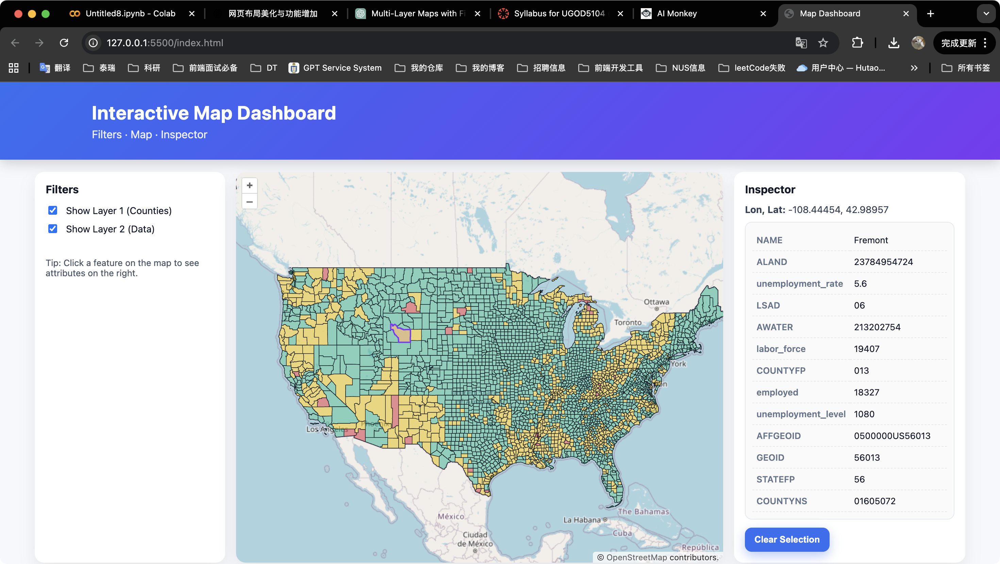 Untitled8.ipynb - Colab
网页布局美化与功能增加
Multi-Layer Maps with Fi
Syllabus for UGOD5104
AI Monkey
Map Dashboard
127.0.0.1:5500/index.html
完成更新
翻译
泰瑞
科研
前端面试必备
DT
GPT Service System
我的仓库
我的博客
招聘信息
前端开发工具
NUS信息
leetCode失败
用户中心 — Hutao...
所有书签
Interactive Map Dashboard
Filters · Map · Inspector
Filters
Show Layer 1 (Counties)
Show Layer 2 (Data)
Tip: Click a feature on the map to see
attributes on the right.
+
−
Ottawa
Toronto
York
United States
of America
Phoenix
Los Angeles
The Bahamas
La Habana
Cuba
México
Ciudad
de México
República
© OpenStreetMap contributors.
Inspector
Lon, Lat: -108.44454, 42.98957
NAME Fremont
ALAND 23784954724
unemployment_rate 5.6
LSAD 06
AWATER 213202754
labor_force 19407
COUNTYFP 013
employed 18327
unemployment_level 1080
AFFGEOID 0500000US56013
GEOID 56013
STATEFP 56
COUNTYNS 01605072
Clear Selection